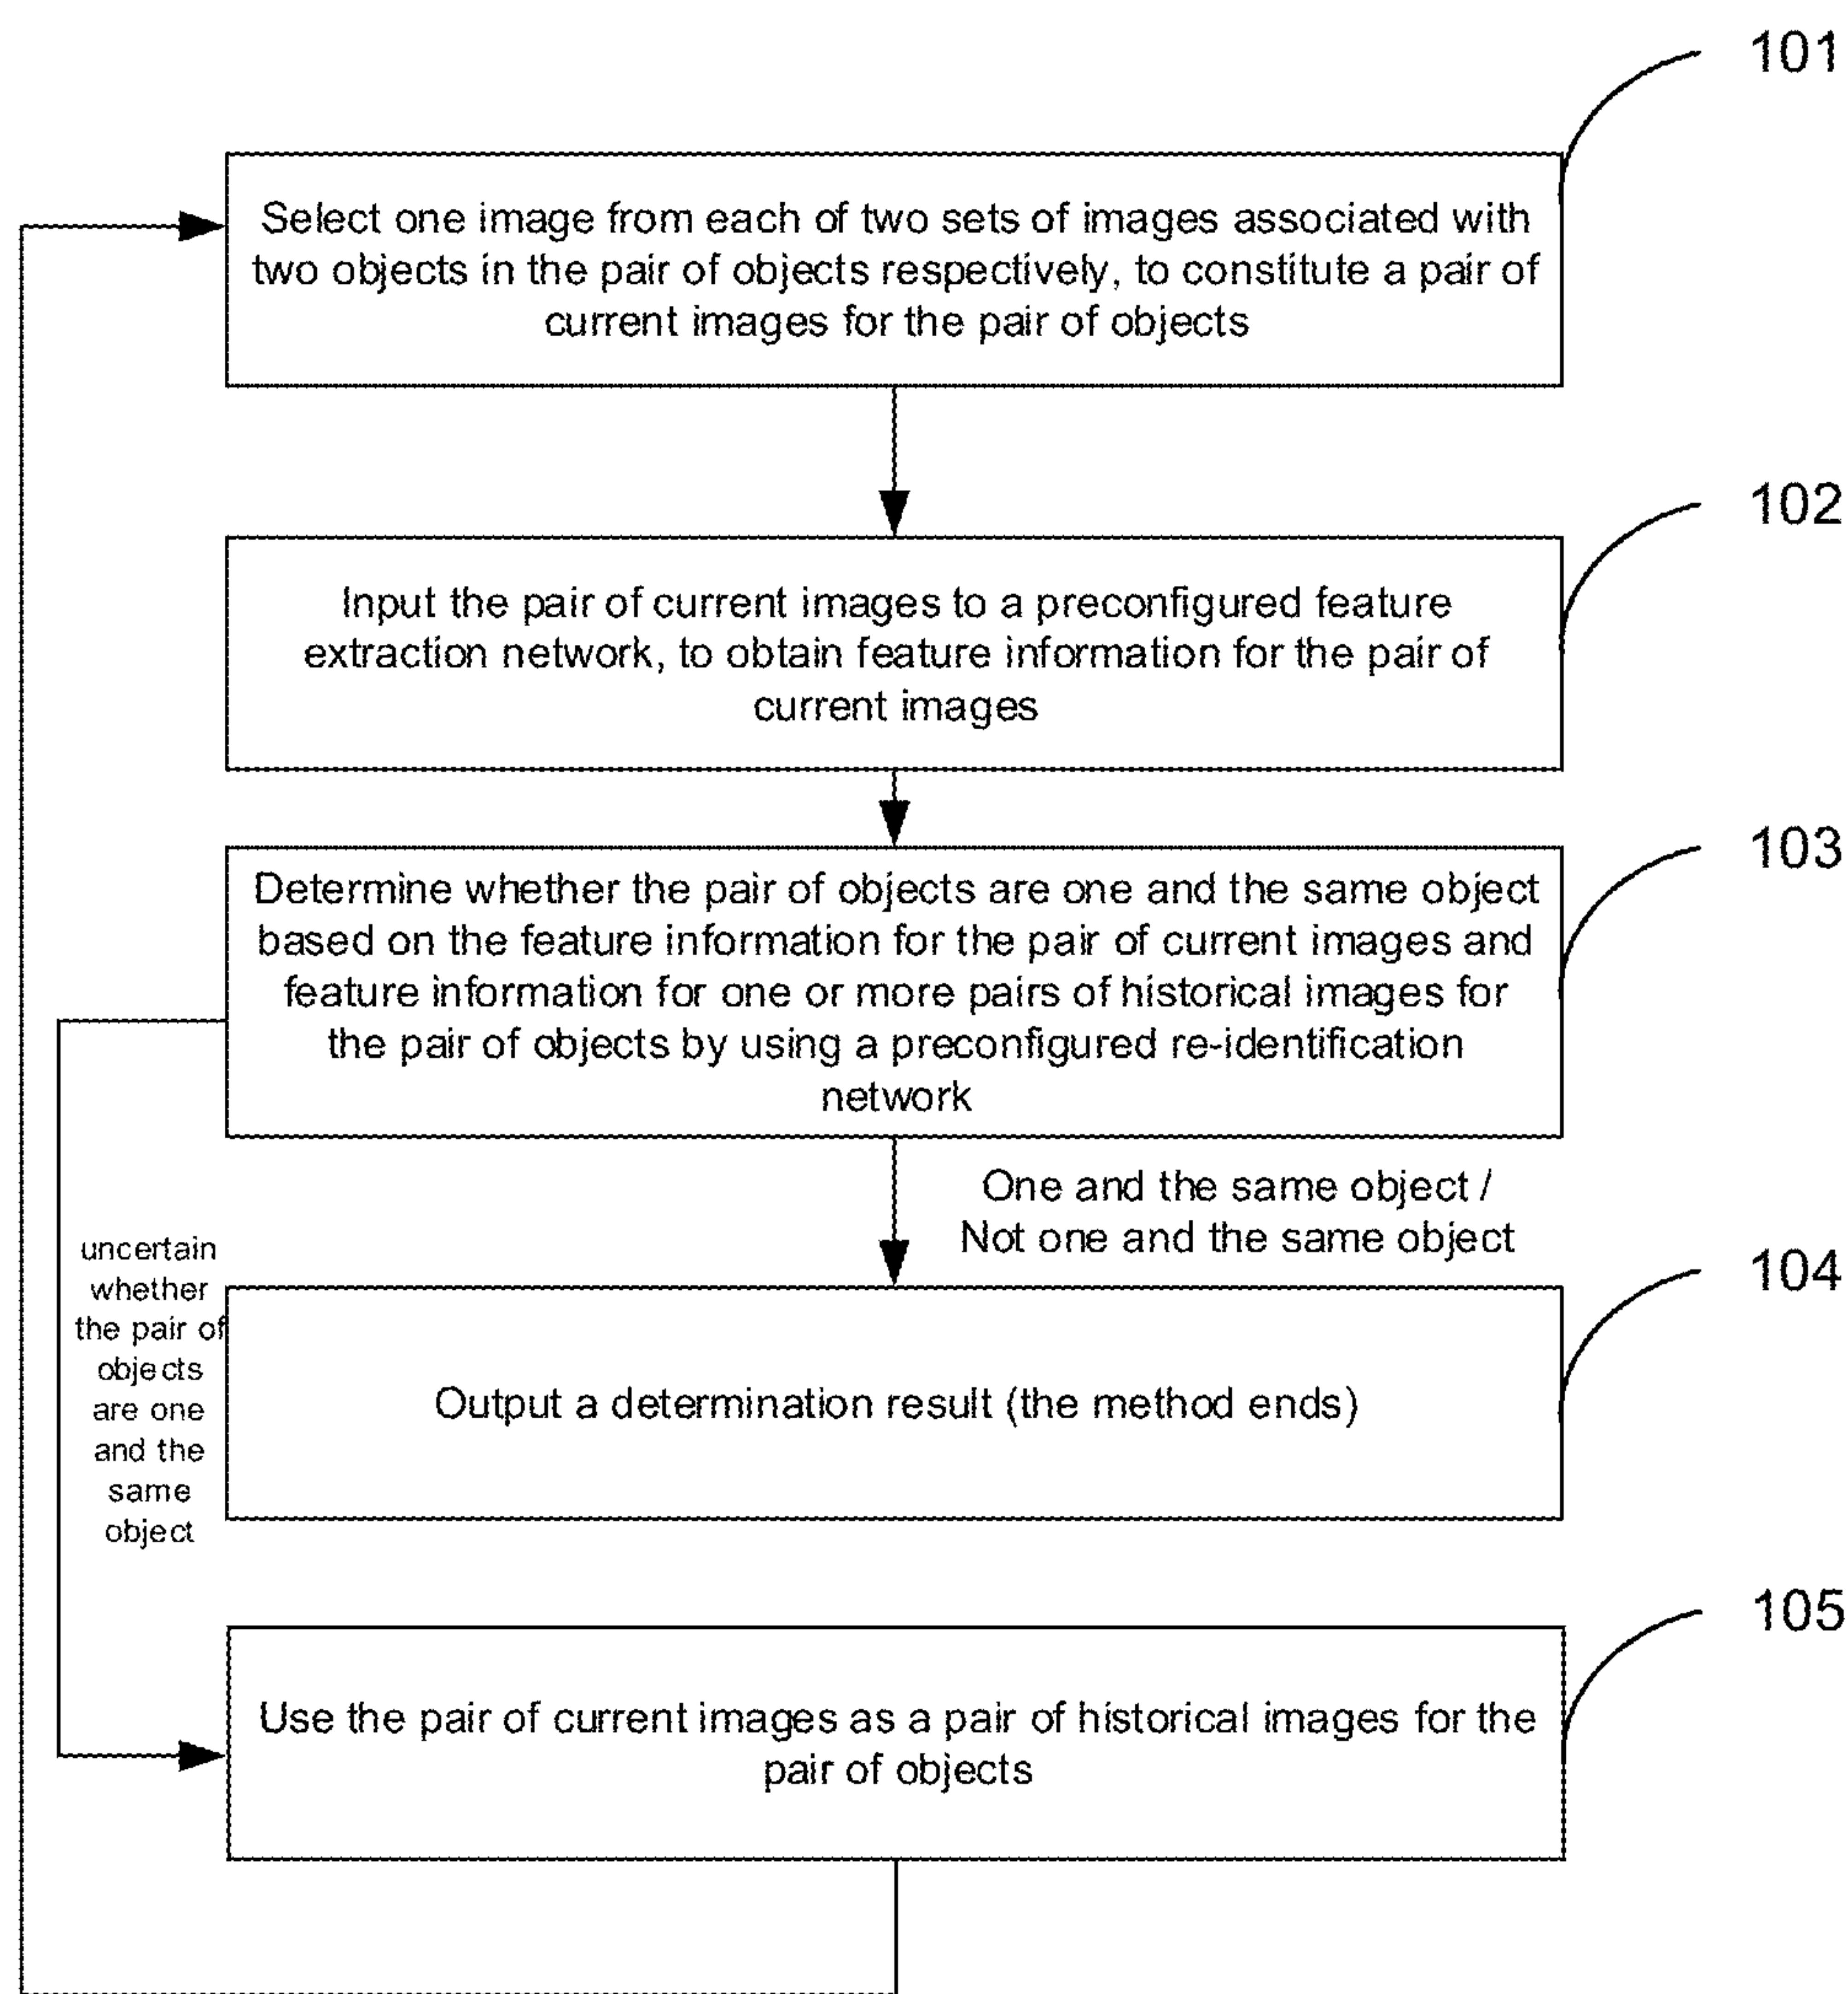 101
Select one image from each of two sets of images associated with
two objects in the pair of objects respectively, to constitute a pair of
current images for the pair of objects
102
Input the pair of current images to a preconfigured feature
extraction network, to obtain feature information for the pair of
current images
103
Determine whether the pair of objects are one and the same object
based on the feature information for the pair of current images and
feature information for one or more pairs of historical images for
the pair of objects by using a preconfigured re-identification
network
One and the same object /
Not one and the same object
uncertain
whether
the pair of
objects
are one
and the
same
object
104
Output a determination result (the method ends)
105
Use the pair of current images as a pair of historical images for the
pair of objects